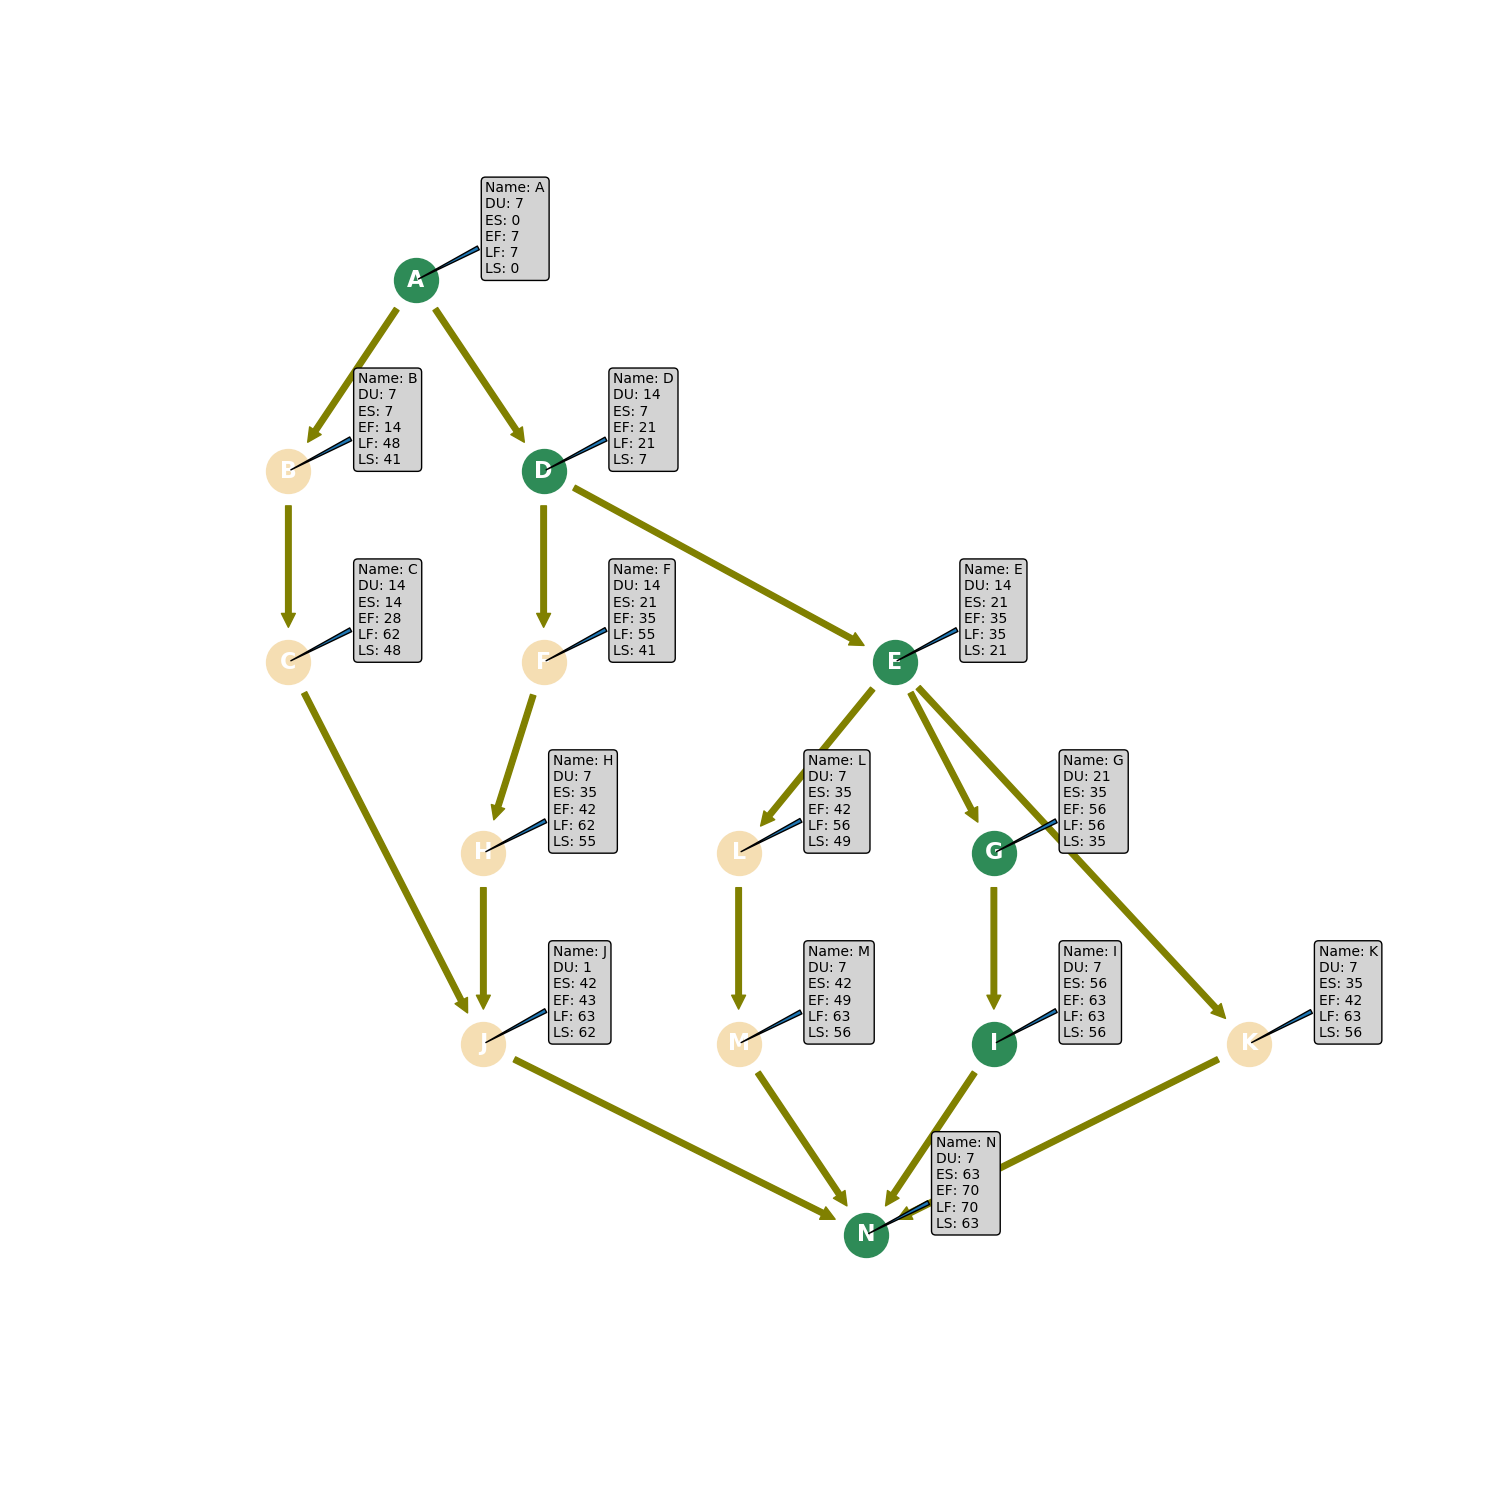 Name: A
DU: 7
ES: 0
EF: 7
LF: 7
LS: 0
A
Name: B
DU: 7
ES: 7
EF: 14
LF: 48
LS: 41
B
Name: D
DU: 14
ES: 7
EF: 21
LF: 21
LS: 7
D
Name: C
DU: 14
ES: 14
EF: 28
LF: 62
LS: 48
C
Name: F
DU: 14
ES: 21
EF: 35
LF: 55
LS: 41
F
Name: E
DU: 14
ES: 21
EF: 35
LF: 35
LS: 21
E
Name: H
DU: 7
ES: 35
EF: 42
LF: 62
LS: 55
H
Name: L
DU: 7
ES: 35
EF: 42
LF: 56
LS: 49
L
Name: G
DU: 21
ES: 35
EF: 56
LF: 56
LS: 35
G
Name: J
DU: 1
ES: 42
EF: 43
LF: 63
LS: 62
J
Name: M
DU: 7
ES: 42
EF: 49
LF: 63
LS: 56
M
Name: I
DU: 7
ES: 56
EF: 63
LF: 63
LS: 56
I
Name: K
DU: 7
ES: 35
EF: 42
LF: 63
LS: 56
K
Name: N
DU: 7
ES: 63
EF: 70
LF: 70
LS: 63
N